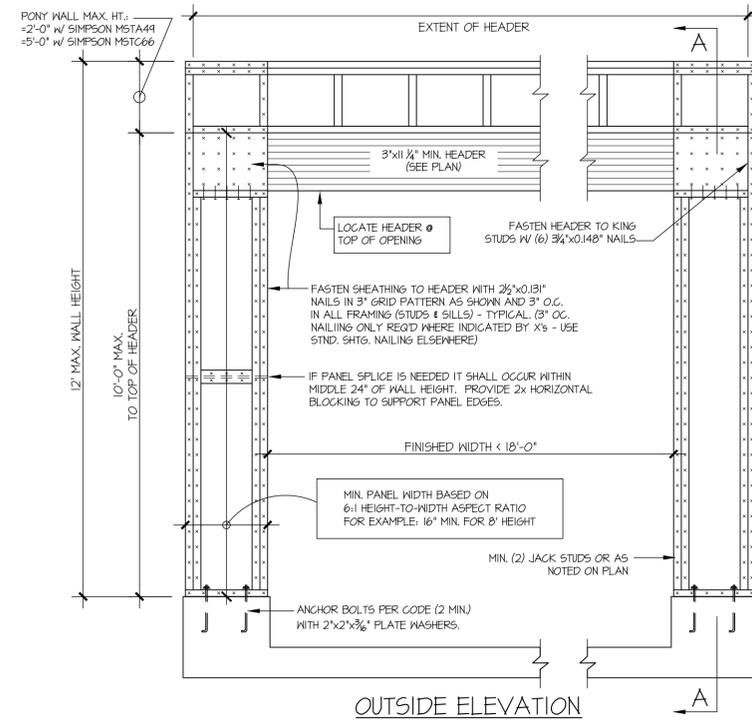 PONY WALL MAX. HT.:
=2'-0" W/ SIMPSON MSTA49
=5'-0" W/ SIMPSON MSTC66
EXTENT OF HEADER
A
3"x11 1/4" MIN. HEADER
(SEE PLAN)
LOCATE HEADER @
TOP OF OPENING
FASTEN HEADER TO KING
STUDS W/ (6) 3 1/4"x0.148" NAILS
12' MAX. WALL HEIGHT
10'-0" MAX.
TO TOP OF HEADER
FASTEN SHEATHING TO HEADER WITH 2 1/2"x0.131"
NAILS IN 3" GRID PATTERN AS SHOWN AND 3" O.C.
IN ALL FRAMING (STUDS & SILLS) - TYPICAL. (3" OC.
NAILING ONLY REQ'D WHERE INDICATED BY X's - USE
STND. SHTG. NAILING ELSEWHERE)
IF PANEL SPLICE IS NEEDED IT SHALL OCCUR WITHIN
MIDDLE 24" OF WALL HEIGHT. PROVIDE 2x HORIZONTAL
BLOCKING TO SUPPORT PANEL EDGES.
FINISHED WIDTH < 18'-0"
MIN. PANEL WIDTH BASED ON
6:1 HEIGHT-TO-WIDTH ASPECT RATIO
FOR EXAMPLE: 16" MIN. FOR 8' HEIGHT
MIN. (2) JACK STUDS OR AS
NOTED ON PLAN
ANCHOR BOLTS PER CODE (2 MIN.)
WITH 2"x2"x3/16" PLATE WASHERS.
A
OUTSIDE ELEVATION